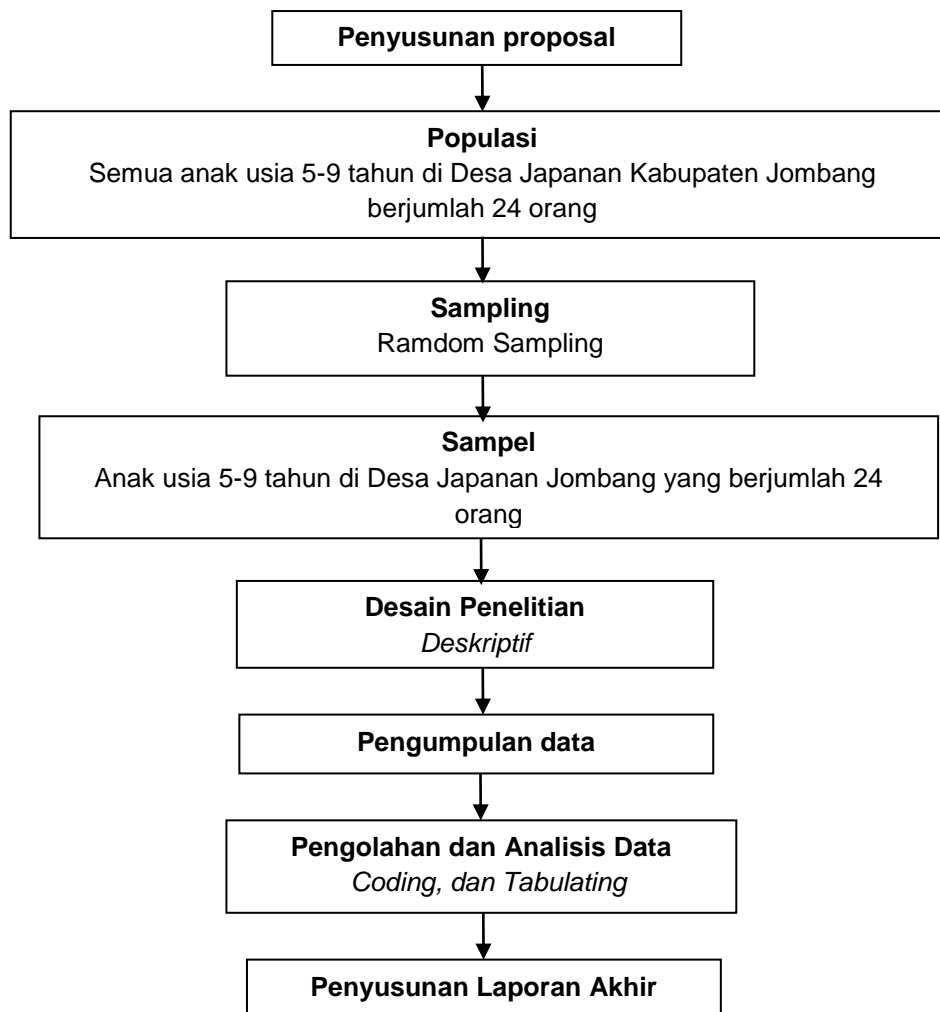 Penyusunan proposal
Populasi
Semua anak usia 5-9 tahun di Desa Japanan Kabupaten Jombang
berjumlah 24 orang
Sampling
Ramdom Sampling
Sampel
Anak usia 5-9 tahun di Desa Japanan Jombang yang berjumlah 24
orang
Desain Penelitian
Deskriptif
Pengumpulan data
Pengolahan dan Analisis Data
Coding, dan Tabulating
Penyusunan Laporan Akhir